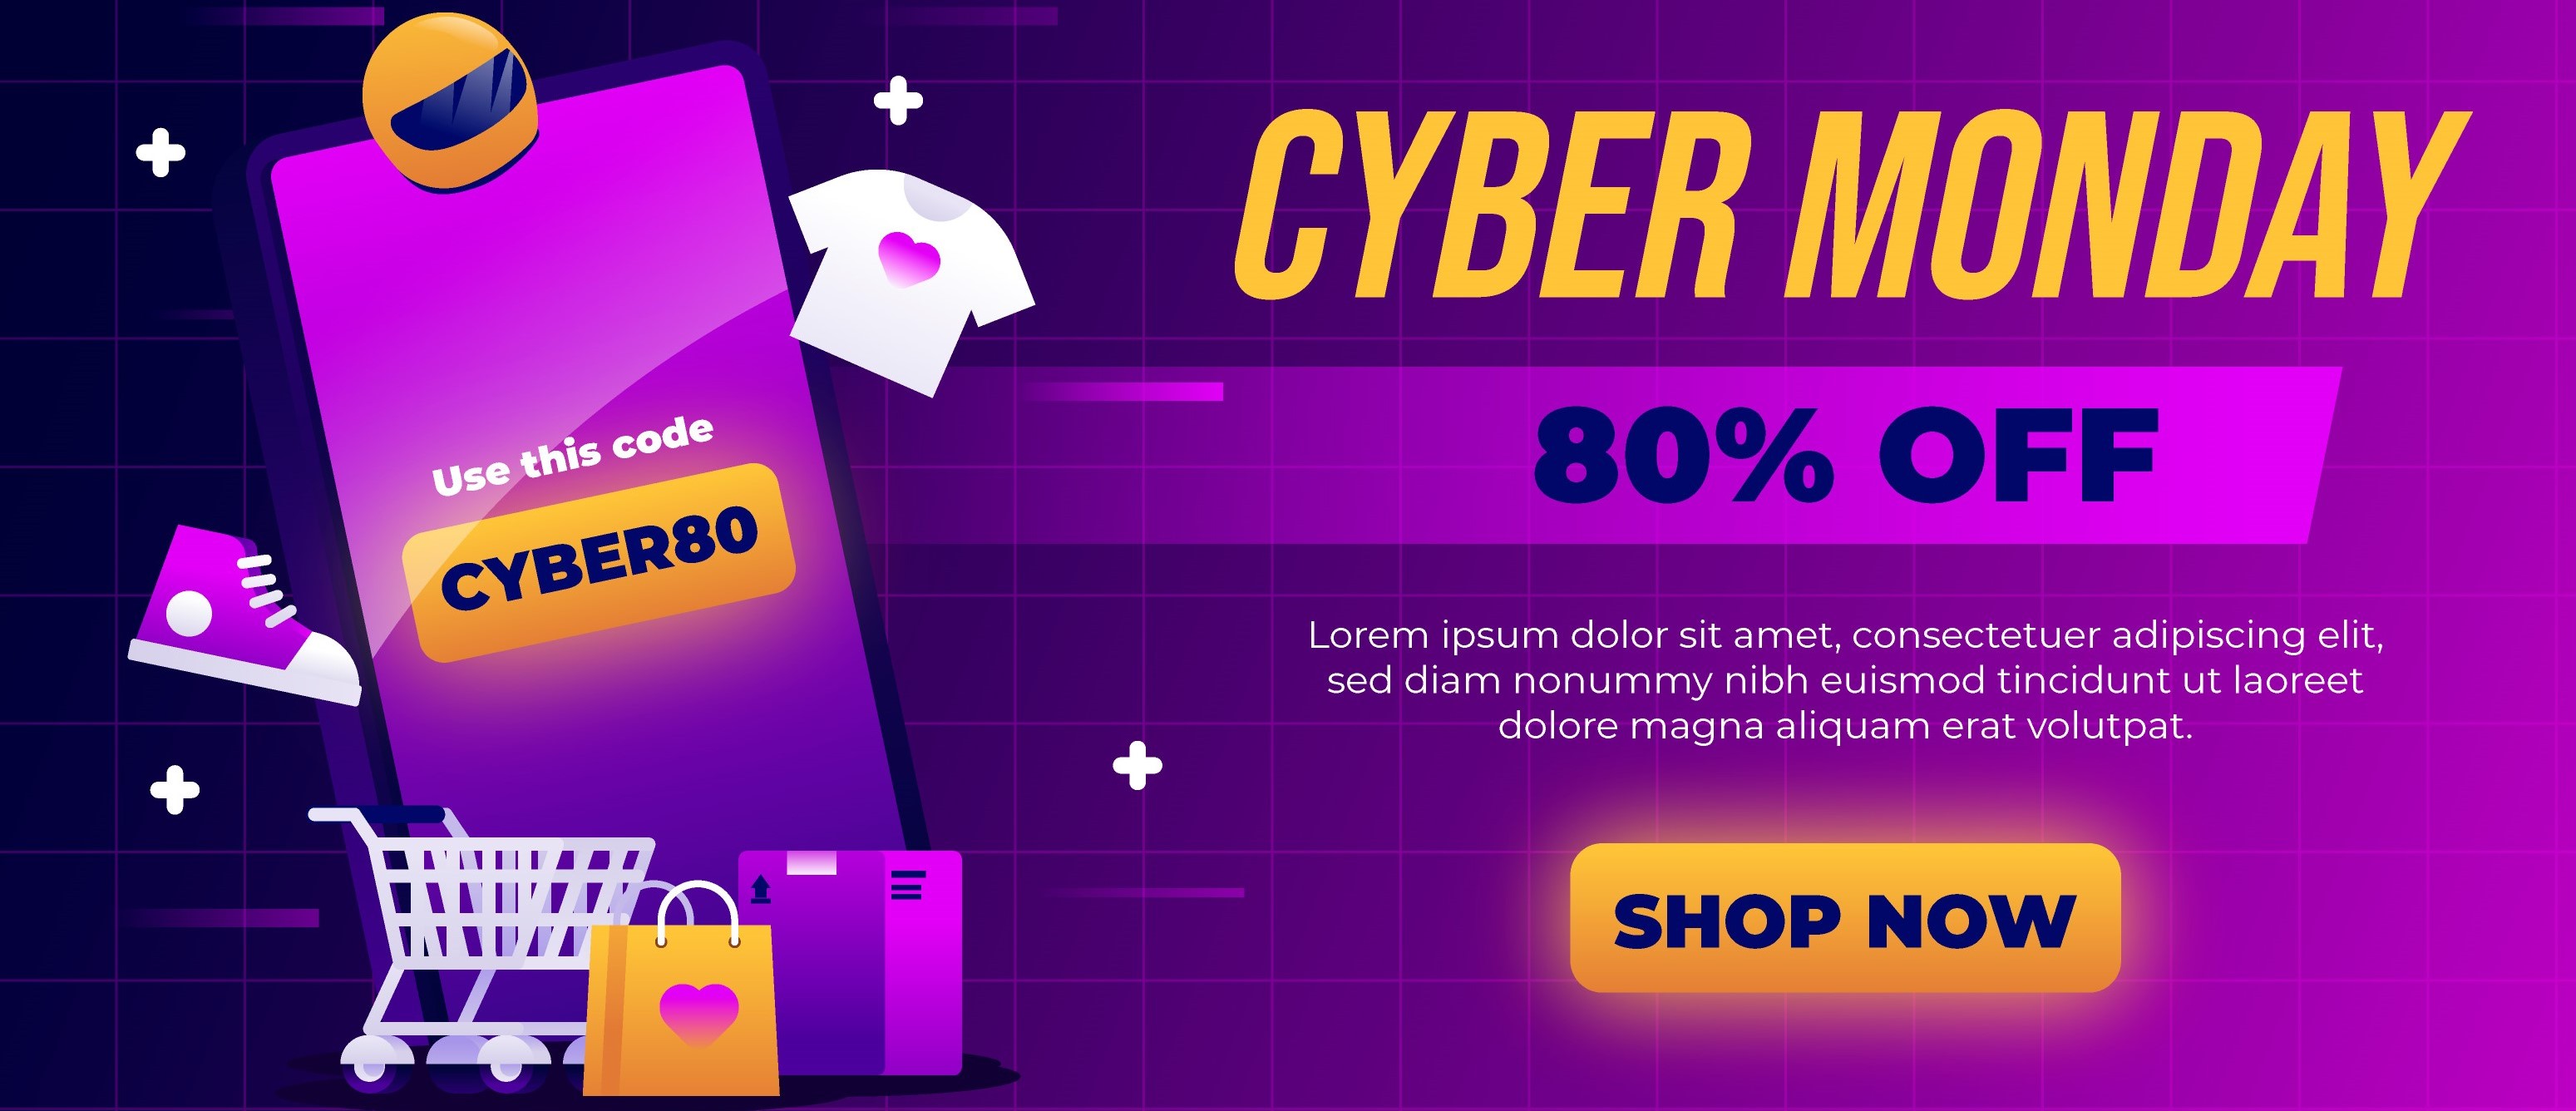 Use this code
CYBER80
CYBER MONDAY
80% OFF
Lorem ipsum dolor sit amet, consectetuer adipiscing elit,
sed diam nonummy nibh euismod tincidunt ut laoreet
dolore magna aliquam erat volutpat.
SHOP NOW